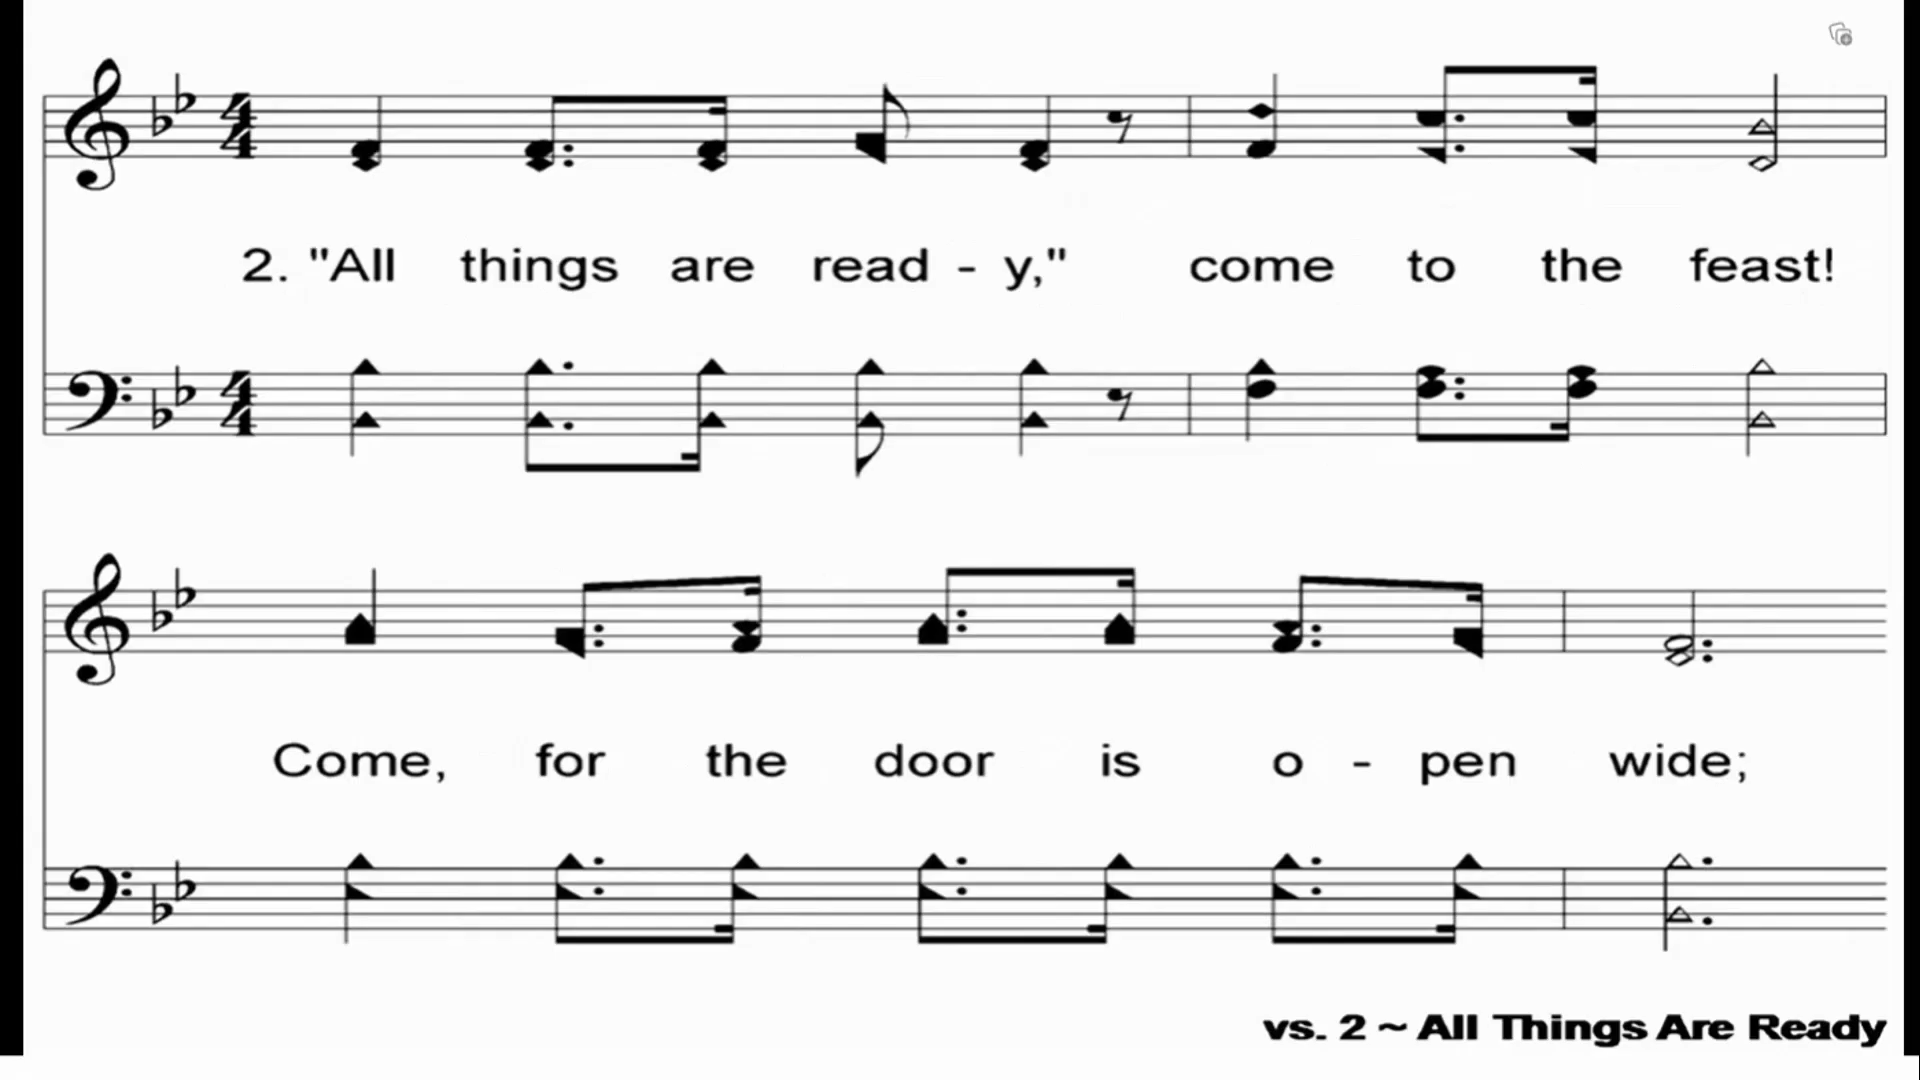 2. "All things are read - y," come to the feast!
Come, for the door is o - pen wide;
vs. 2 ~ All Things Are Ready